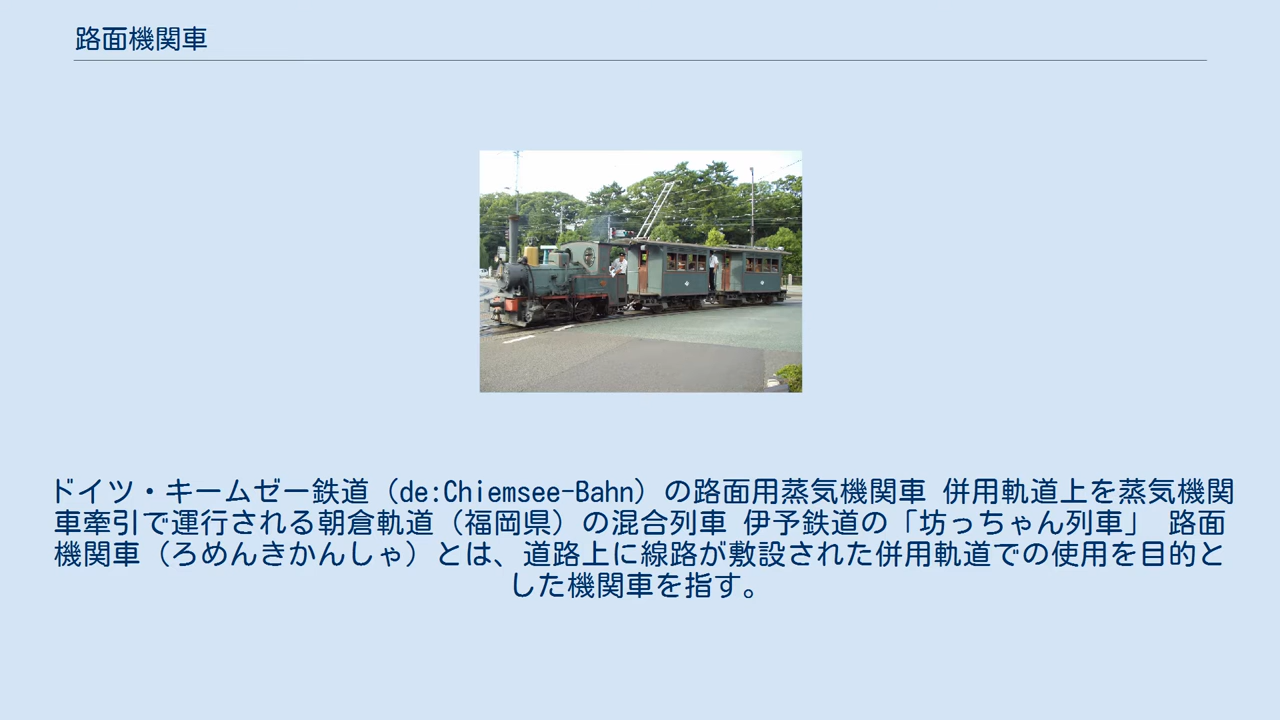 路面機関車
ドイツ・キームゼー鉄道（de:Chiemsee-Bahn）の路面用蒸気機関車 併用軌道上を蒸気機関
車牽引で運行される朝倉軌道（福岡県）の混合列車 伊予鉄道の「坊っちゃん列車」 路面
機関車（ろめんきかんしゃ）とは、道路上に線路が敷設された併用軌道での使用を目的と
した機関車を指す。